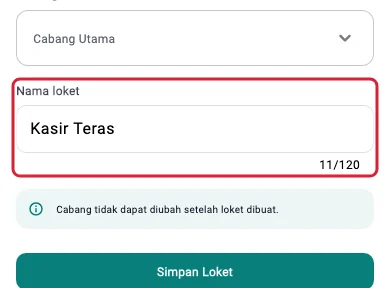 Cabang Utama
Nama loket
Kasir Teras
11/120
Cabang tidak dapat diubah setelah loket dibuat.
Simpan Loket